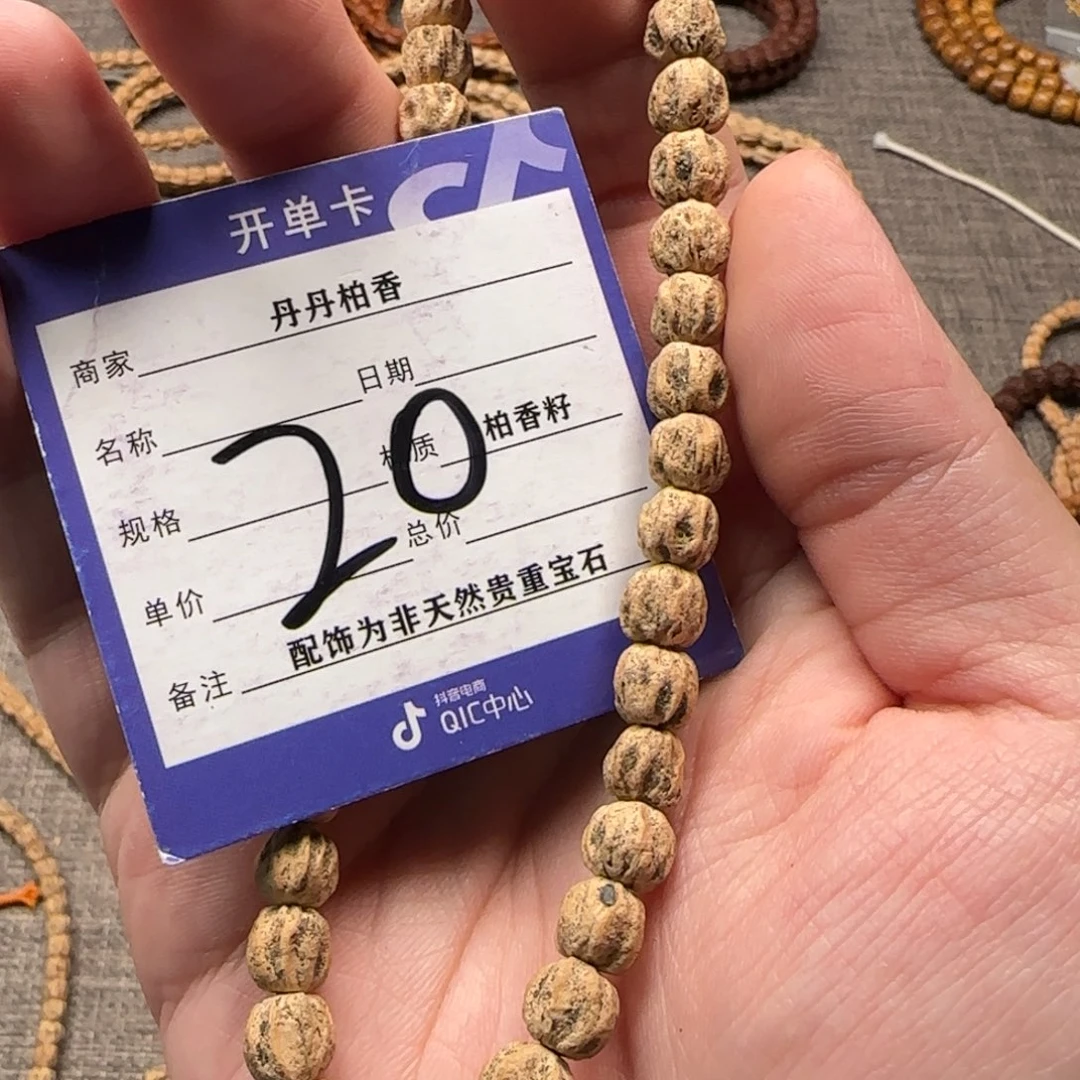 开单卡
商家 丹丹柏香
日期
名称
材质 柏香籽
20
规格
总价
单价
备注 配饰为非天然贵重宝石
抖音电商
QIC中心